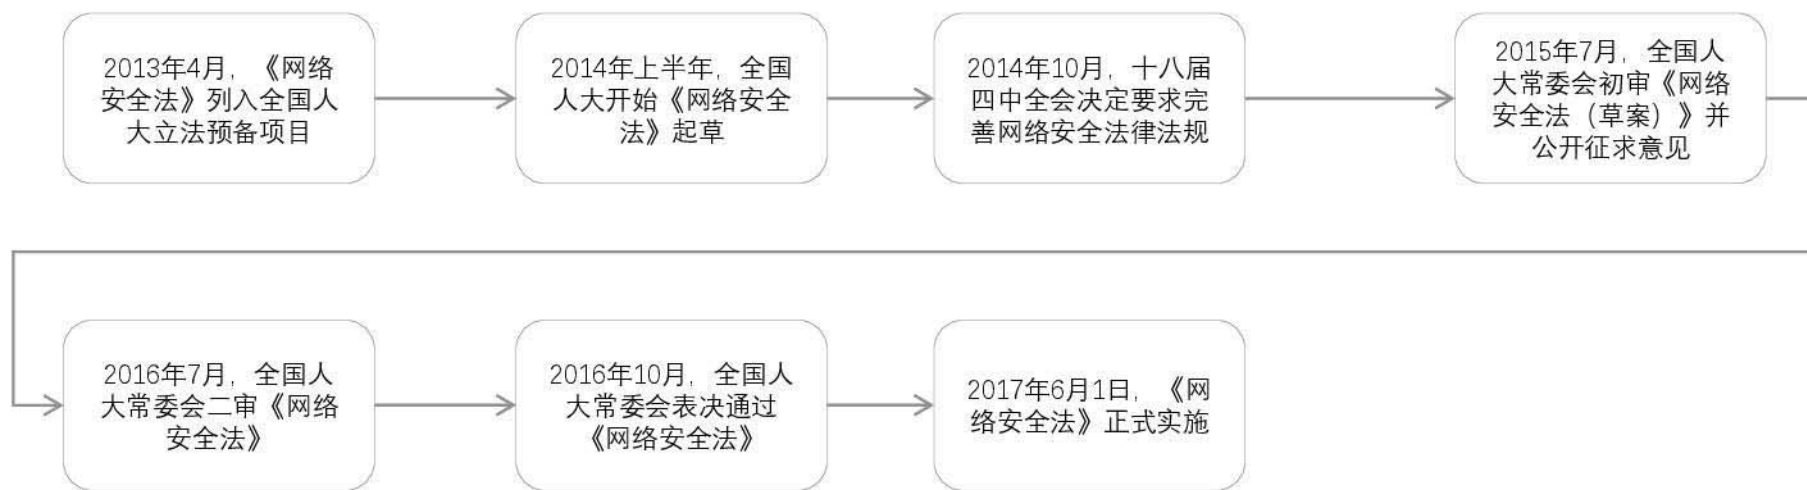 2013年4月，《网络
安全法》列入全国人
大立法预备项目
2014年上半年，全国
人大开始《网络安全
法》起草
2014年10月，十八届
四中全会决定要求完
善网络安全法律法规
2015年7月，全国人
大常委会初审《网络
安全法（草案）》并
公开征求意见
2016年7月，全国人
大常委会二审《网络
安全法》
2016年10月，全国人
大常委会表决通过
《网络安全法》
2017年6月1日，《网
络安全法》正式实施